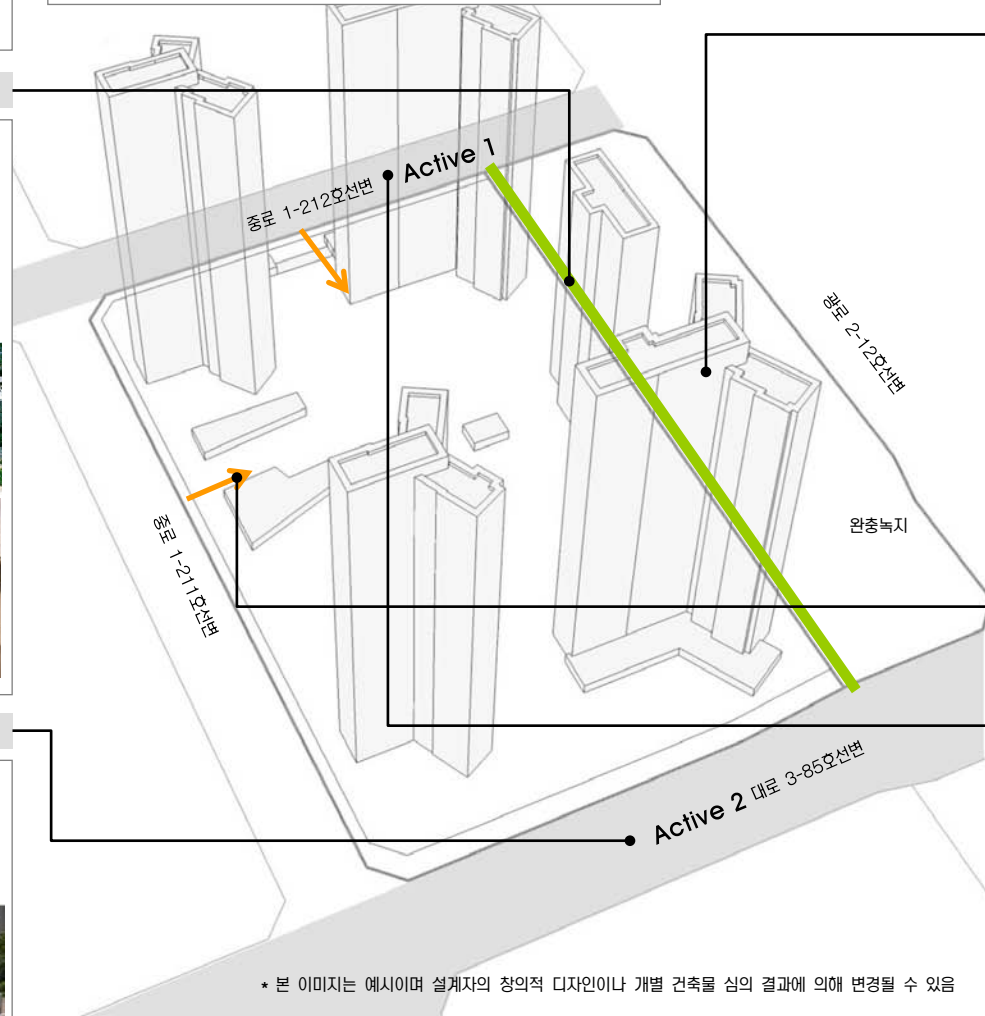 Active 1
중로 1-212호선변
광로 2-12호선변
완충녹지
중로 1-211호선변
Active 2 대로 3-85호선변
* 본 이미지는 예시이며 설계자의 창의적 디자인이나 개별 건축물 심의 결과에 의해 변경될 수 있음